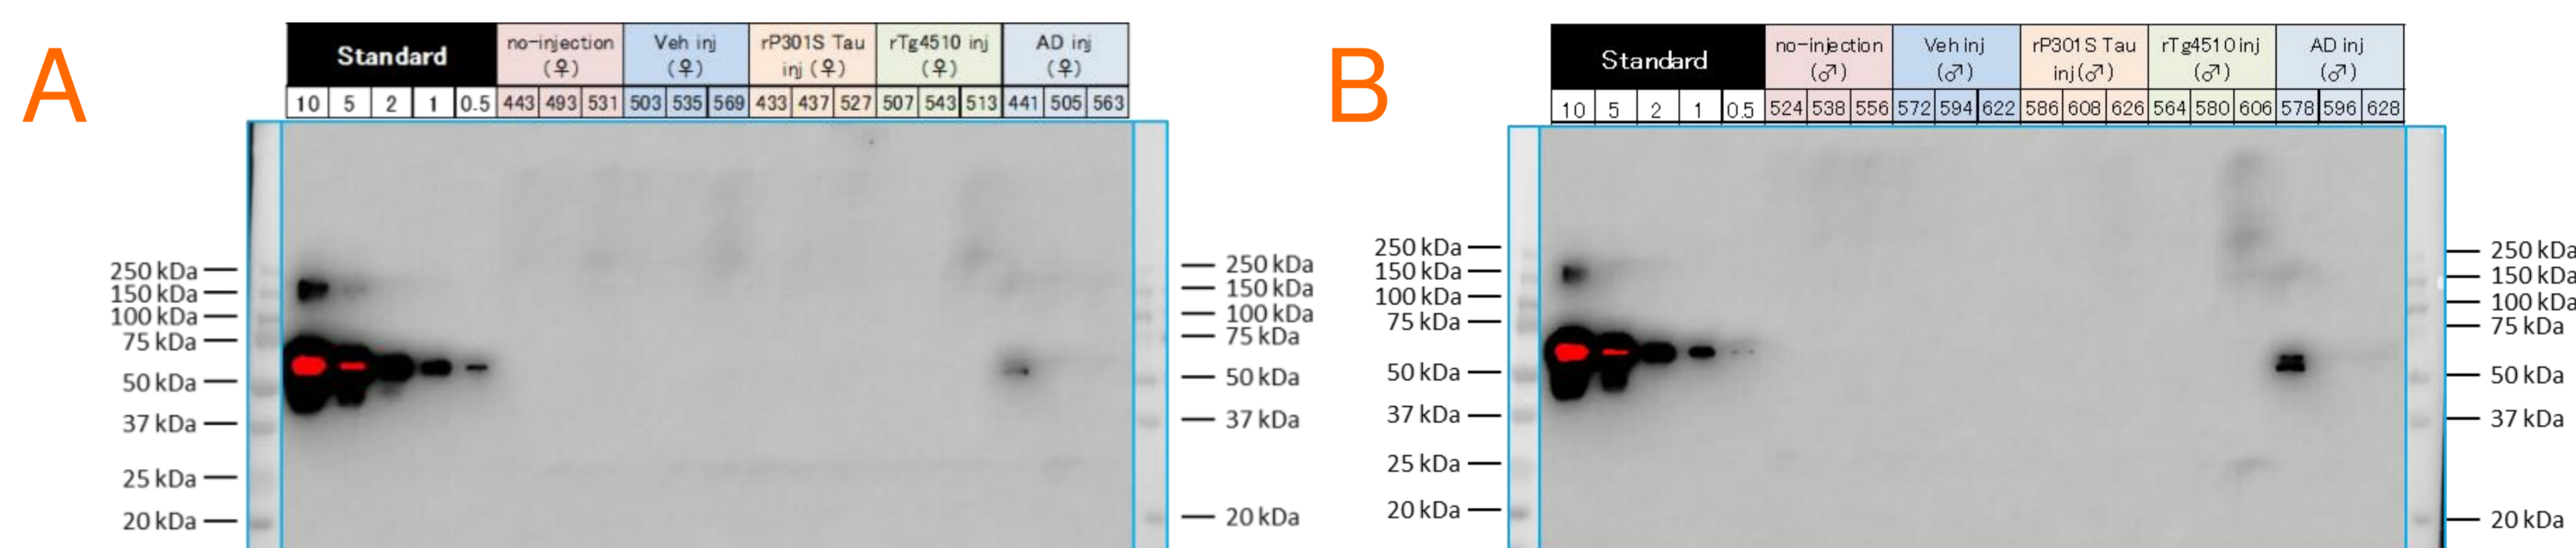 A
Standard
no-injection
(♀)
Veh inj
(♀)
rP301S Tau
inj (♀)
rTg4510 inj
(♀)
AD inj
(♀)
10 5 2 1 0.5 443 493 531 503 535 569 433 437 527 507 543 513 441 505 563
250 kDa
150 kDa
100 kDa
75 kDa
50 kDa
37 kDa
25 kDa
20 kDa
250 kDa
150 kDa
100 kDa
75 kDa
50 kDa
37 kDa
20 kDa
B
Standard
no-injection
(♂)
Veh inj
(♂)
rP301S Tau
inj(♂)
rTg4510 inj
(♂)
AD inj
(♂)
10 5 2 1 0.5 524 538 556 572 594 622 586 608 626 564 580 606 578 596 628
250 kDa
150 kDa
100 kDa
75 kDa
50 kDa
37 kDa
25 kDa
20 kDa
250 kDa
150 kDa
100 kDa
75 kDa
50 kDa
37 kDa
20 kDa